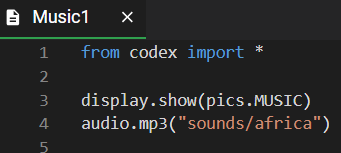 Music1
1 from codex import *
2
3 display.show(pics.MUSIC)
4 audio.mp3("sounds/africa")
5